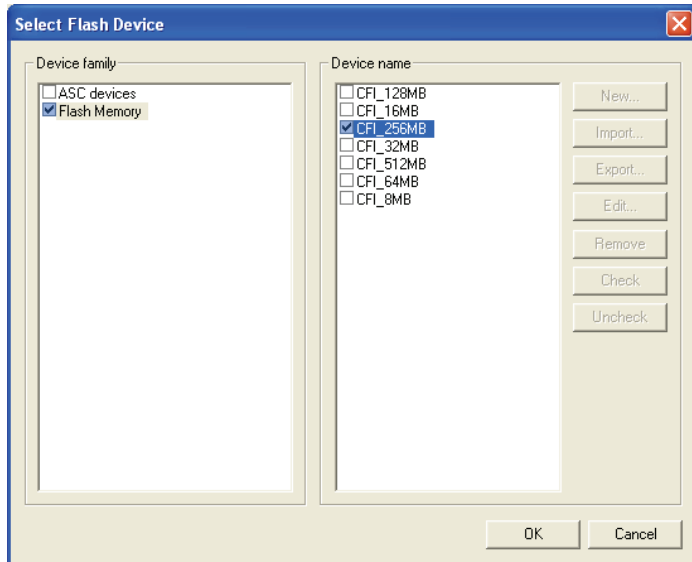 Select Flash Device
Device family
ASC devices
Flash Memory
Device name
CFI_128MB
CFI_16MB
CFI_256MB
CFI_32MB
CFI_512MB
CFI_64MB
CFI_8MB
New...
Import...
Export...
Edit...
Remove
Check
Uncheck
OK
Cancel